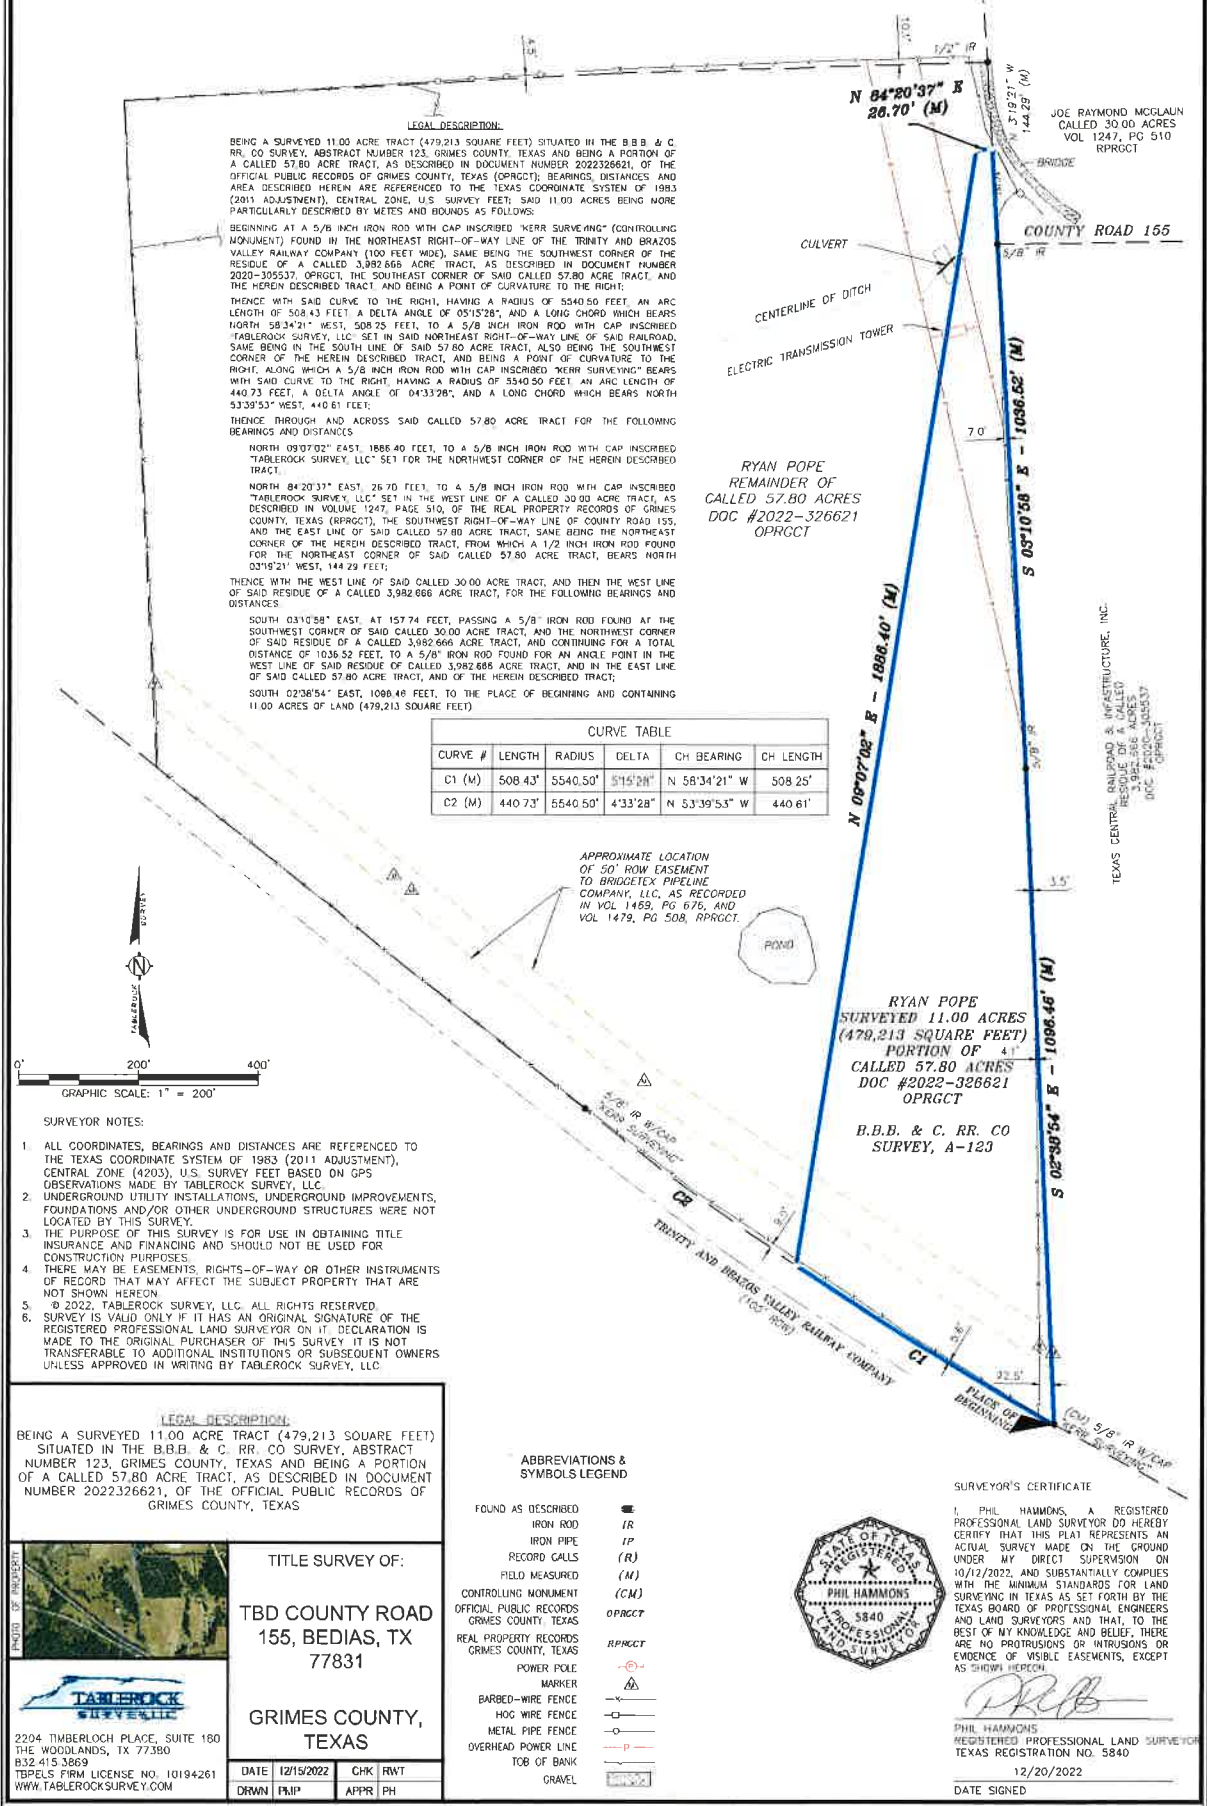 4.5'
10.1'
1/2" IR
N 84°20'37" E
26.70' (M)
N 3°19'21" W
144.29' (M)
JOE RAYMOND MCGLAUN
CALLED 30.00 ACRES
VOL 1247, PG 510
RPRGCT
BRIDGE
COUNTY ROAD 155
5/8" IR
CULVERT
CENTERLINE OF DITCH
ELECTRIC TRANSMISSION TOWER
7.0'
S 03°10'58" E - 1036.52' (M)
LEGAL DESCRIPTION:
BEING A SURVEYED 11.00 ACRE TRACT (479,213 SQUARE FEET) SITUATED IN THE B.B.B. & C.
RR. CO SURVEY, ABSTRACT NUMBER 123, GRIMES COUNTY, TEXAS AND BEING A PORTION OF
A CALLED 57.80 ACRE TRACT, AS DESCRIBED IN DOCUMENT NUMBER 2022326621, OF THE
OFFICIAL PUBLIC RECORDS OF GRIMES COUNTY, TEXAS (OPRGCT); BEARINGS, DISTANCES AND
AREA DESCRIBED HEREIN ARE REFERENCED TO THE TEXAS COORDINATE SYSTEM OF 1983
(2011 ADJUSTMENT), CENTRAL ZONE, U.S. SURVEY FEET; SAID 11.00 ACRES BEING MORE
PARTICULARLY DESCRIBED BY METES AND BOUNDS AS FOLLOWS:
BEGINNING AT A 5/8 INCH IRON ROD WITH CAP INSCRIBED "KERR SURVEYING" (CONTROLLING
MONUMENT) FOUND IN THE NORTHEAST RIGHT-OF-WAY LINE OF THE TRINITY AND BRAZOS
VALLEY RAILWAY COMPANY (100 FEET WIDE), SAME BEING THE SOUTHWEST CORNER OF THE
RESIDUE OF A CALLED 3,982.666 ACRE TRACT, AS DESCRIBED IN DOCUMENT NUMBER
2020-305537, OPRGCT, THE SOUTHEAST CORNER OF SAID CALLED 57.80 ACRE TRACT, AND
THE HEREIN DESCRIBED TRACT, AND BEING A POINT OF CURVATURE TO THE RIGHT;
THENCE WITH SAID CURVE TO THE RIGHT, HAVING A RADIUS OF 5540.50 FEET, AN ARC
LENGTH OF 508.43 FEET, A DELTA ANGLE OF 05°15'28", AND A LONG CHORD WHICH BEARS
NORTH 58°34'21" WEST, 508.25 FEET, TO A 5/8 INCH IRON ROD WITH CAP INSCRIBED
"TABLEROCK SURVEY, LLC" SET IN SAID NORTHEAST RIGHT-OF-WAY LINE OF SAID RAILROAD,
SAME BEING IN THE SOUTH LINE OF SAID 57.80 ACRE TRACT, ALSO BEING THE SOUTHWEST
CORNER OF THE HEREIN DESCRIBED TRACT, AND BEING A POINT OF CURVATURE TO THE
RIGHT, ALONG WHICH A 5/8 INCH IRON ROD WITH CAP INSCRIBED "KERR SURVEYING" BEARS
WITH SAID CURVE TO THE RIGHT, HAVING A RADIUS OF 5540.50 FEET, AN ARC LENGTH OF
440.73 FEET, A DELTA ANGLE OF 04°33'28", AND A LONG CHORD WHICH BEARS NORTH
53°39'53" WEST, 440.61 FEET;
THENCE THROUGH AND ACROSS SAID CALLED 57.80 ACRE TRACT FOR THE FOLLOWING
BEARINGS AND DISTANCES
NORTH 09°07'02" EAST, 1886.40 FEET, TO A 5/8 INCH IRON ROD WITH CAP INSCRIBED
"TABLEROCK SURVEY, LLC" SET FOR THE NORTHWEST CORNER OF THE HEREIN DESCRIBED
TRACT,
NORTH 84°20'37" EAST, 26.70 FEET, TO A 5/8 INCH IRON ROD WITH CAP INSCRIBED
"TABLEROCK SURVEY, LLC" SET IN THE WEST LINE OF A CALLED 30.00 ACRE TRACT, AS
DESCRIBED IN VOLUME 1247, PAGE 510, OF THE REAL PROPERTY RECORDS OF GRIMES
COUNTY, TEXAS (RPRGCT), THE SOUTHWEST RIGHT-OF-WAY LINE OF COUNTY ROAD 155,
AND THE EAST LINE OF SAID CALLED 57.80 ACRE TRACT, SAME BEING THE NORTHEAST
CORNER OF THE HEREIN DESCRIBED TRACT, FROM WHICH A 1/2 INCH IRON ROD FOUND
FOR THE NORTHEAST CORNER OF SAID CALLED 57.80 ACRE TRACT, BEARS NORTH
03°19'21" WEST, 144.29 FEET;
THENCE WITH THE WEST LINE OF SAID CALLED 30.00 ACRE TRACT, AND THEN THE WEST LINE
OF SAID RESIDUE OF A CALLED 3,982.666 ACRE TRACT, FOR THE FOLLOWING BEARINGS AND
DISTANCES
SOUTH 03°10'58" EAST, AT 157.74 FEET, PASSING A 5/8" IRON ROD FOUND AT THE
SOUTHWEST CORNER OF SAID CALLED 30.00 ACRE TRACT, AND THE NORTHWEST CORNER
OF SAID RESIDUE OF A CALLED 3,982.666 ACRE TRACT, AND CONTINUING FOR A TOTAL
DISTANCE OF 1036.52 FEET, TO A 5/8" IRON ROD FOUND FOR AN ANGLE POINT IN THE
WEST LINE OF SAID RESIDUE OF CALLED 3,982.666 ACRE TRACT, AND IN THE EAST LINE
OF SAID CALLED 57.80 ACRE TRACT, AND OF THE HEREIN DESCRIBED TRACT;
SOUTH 02°38'54" EAST, 1096.46 FEET, TO THE PLACE OF BEGINNING AND CONTAINING
11.00 ACRES OF LAND (479,213 SQUARE FEET)
RYAN POPE
REMAINDER OF
CALLED 57.80 ACRES
DOC #2022-326621
OPRGCT
N 09°07'02" E - 1886.40' (M)
5/8" IR
TEXAS CENTRAL RAILROAD & INFASTRUCTURE, INC.
RESIDUE OF A CALLED
3,982.666 ACRES
DOC #2020-305537
OPRGCT
CURVE TABLE
CURVE # LENGTH RADIUS DELTA CH BEARING CH LENGTH
C1 (M) 508.43' 5540.50' 5°15'28" N 58°34'21" W 508.25'
C2 (M) 440.73' 5540.50' 4°33'28" N 53°39'53" W 440.61'
APPROXIMATE LOCATION
OF 50' ROW EASEMENT
TO BRIDGETEX PIPELINE
COMPANY, LLC, AS RECORDED
IN VOL 1469, PG 676, AND
VOL 1479, PG 508, RPRGCT.
POND
3.5'
RYAN POPE
SURVEYED 11.00 ACRES
(479,213 SQUARE FEET)
PORTION OF
CALLED 57.80 ACRES
DOC #2022-326621
OPRGCT
B.B.B. & C. RR. CO
SURVEY, A-123
4.1'
S 02°38'54" E - 1096.46' (M)
SURVEY
N
TABLEROCK
0' 200' 400'
GRAPHIC SCALE: 1" = 200'
5/8" IR W/CAP
"KERR SURVEYING"
C2
TRINITY AND BRAZOS VALLEY RAILWAY COMPANY
(100' ROW)
C1
22.5'
PLACE OF
BEGINNING
(CM) 5/8" IR W/CAP
"KERR SURVEYING"
SURVEYOR NOTES:
1. ALL COORDINATES, BEARINGS AND DISTANCES ARE REFERENCED TO
THE TEXAS COORDINATE SYSTEM OF 1983 (2011 ADJUSTMENT),
CENTRAL ZONE (4203), U.S. SURVEY FEET BASED ON GPS
OBSERVATIONS MADE BY TABLEROCK SURVEY, LLC.
2. UNDERGROUND UTILITY INSTALLATIONS, UNDERGROUND IMPROVEMENTS,
FOUNDATIONS AND/OR OTHER UNDERGROUND STRUCTURES WERE NOT
LOCATED BY THIS SURVEY.
3. THE PURPOSE OF THIS SURVEY IS FOR USE IN OBTAINING TITLE
INSURANCE AND FINANCING AND SHOULD NOT BE USED FOR
CONSTRUCTION PURPOSES.
4. THERE MAY BE EASEMENTS, RIGHTS-OF-WAY OR OTHER INSTRUMENTS
OF RECORD THAT MAY AFFECT THE SUBJECT PROPERTY THAT ARE
NOT SHOWN HEREON
5. © 2022, TABLEROCK SURVEY, LLC. ALL RIGHTS RESERVED.
6. SURVEY IS VALID ONLY IF IT HAS AN ORIGINAL SIGNATURE OF THE
REGISTERED PROFESSIONAL LAND SURVEYOR ON IT. DECLARATION IS
MADE TO THE ORIGINAL PURCHASER OF THIS SURVEY. IT IS NOT
TRANSFERABLE TO ADDITIONAL INSTITUTIONS OR SUBSEQUENT OWNERS
UNLESS APPROVED IN WRITING BY TABLEROCK SURVEY, LLC
LEGAL DESCRIPTION:
BEING A SURVEYED 11.00 ACRE TRACT (479,213 SQUARE FEET)
SITUATED IN THE B.B.B. & C. RR. CO SURVEY, ABSTRACT
NUMBER 123, GRIMES COUNTY, TEXAS AND BEING A PORTION
OF A CALLED 57.80 ACRE TRACT, AS DESCRIBED IN DOCUMENT
NUMBER 2022326621, OF THE OFFICIAL PUBLIC RECORDS OF
GRIMES COUNTY, TEXAS
PHOTO OF PROPERTY
TABLEROCK
SURVEY, LLC
2204 TIMBERLOCH PLACE, SUITE 180
THE WOODLANDS, TX 77380
832.415.3869
TBPELS FIRM LICENSE NO. 10194261
WWW.TABLEROCKSURVEY.COM
TITLE SURVEY OF:
TBD COUNTY ROAD
155, BEDIAS, TX
77831
GRIMES COUNTY,
TEXAS
DATE 12/15/2022 CHK RWT
DRWN PMP APPR PH
ABBREVIATIONS &
SYMBOLS LEGEND
FOUND AS DESCRIBED
IRON ROD IR
IRON PIPE IP
RECORD CALLS (R)
FIELD MEASURED (M)
CONTROLLING MONUMENT (CM)
OFFICIAL PUBLIC RECORDS
GRIMES COUNTY, TEXAS OPRGCT
REAL PROPERTY RECORDS
GRIMES COUNTY, TEXAS RPRGCT
POWER POLE
MARKER
BARBED-WIRE FENCE
HOG WIRE FENCE
METAL PIPE FENCE
OVERHEAD POWER LINE
TOB OF BANK
GRAVEL
STATE OF TEXAS
REGISTERED
PHIL HAMMONS
5840
PROFESSIONAL
LAND SURVEYOR
SURVEYOR'S CERTIFICATE
I, PHIL HAMMONS, A REGISTERED
PROFESSIONAL LAND SURVEYOR DO HEREBY
CERTIFY THAT THIS PLAT REPRESENTS AN
ACTUAL SURVEY MADE ON THE GROUND
UNDER MY DIRECT SUPERVISION ON
10/12/2022, AND SUBSTANTIALLY COMPLIES
WITH THE MINIMUM STANDARDS FOR LAND
SURVEYING IN TEXAS AS SET FORTH BY THE
TEXAS BOARD OF PROFESSIONAL ENGINEERS
AND LAND SURVEYORS AND THAT, TO THE
BEST OF MY KNOWLEDGE AND BELIEF, THERE
ARE NO PROTRUSIONS OR INTRUSIONS OR
EVIDENCE OF VISIBLE EASEMENTS, EXCEPT
AS SHOWN HEREON.
PHIL HAMMONS
REGISTERED PROFESSIONAL LAND SURVEYOR
TEXAS REGISTRATION NO. 5840
12/20/2022
DATE SIGNED